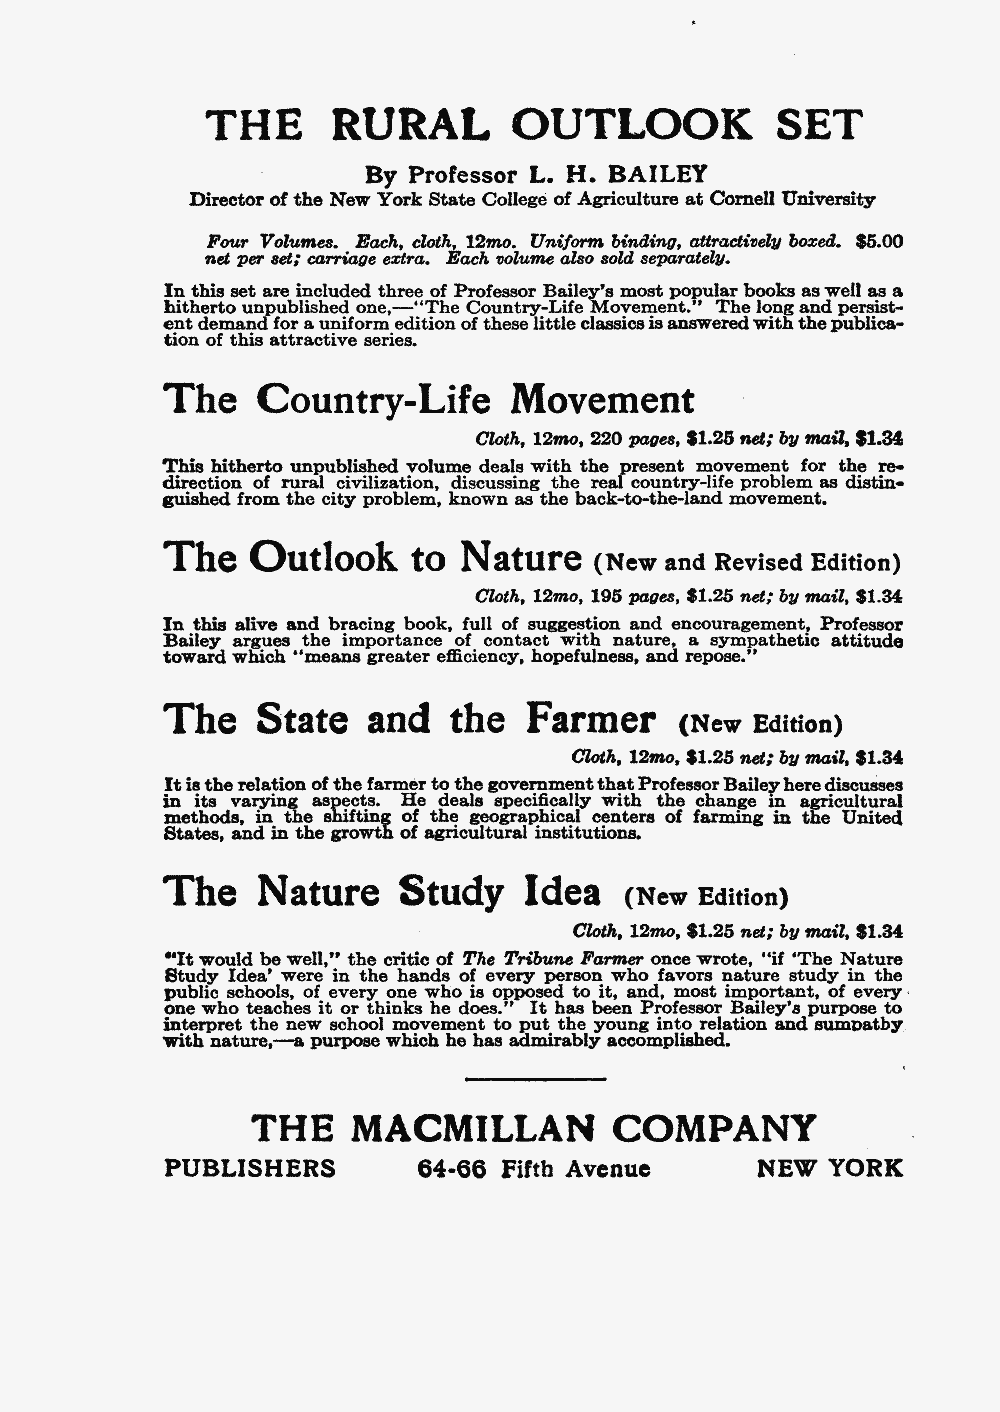 THE RURAL OUTLOOK SET
By Professor L. H. BAILEY
Director of the New York State College of Agriculture at Cornell University
Four Volumes. Each, cloth, 12mo. Uniform binding, attractively boxed. $5.00
net per set; carriage extra. Each volume also sold separately.
In this set are included three of Professor Bailey's most popular books as well as a
hitherto unpublished one,—"The Country-Life Movement." The long and persist-
ent demand for a uniform edition of these little classics is answered with the publica-
tion of this attractive series.
The Country-Life Movement
Cloth, 12mo, 220 pages, $1.25 net; by mail, $1.34
This hitherto unpublished volume deals with the present movement for the re-
direction of rural civilization, discussing the real country-life problem as distin-
guished from the city problem, known as the back-to-the-land movement.
The Outlook to Nature (New and Revised Edition)
Cloth, 12mo, 195 pages, $1.25 net; by mail, $1.34
In this alive and bracing book, full of suggestion and encouragement, Professor
Bailey argues the importance of contact with nature, a sympathetic attitude
toward which "means greater efficiency, hopefulness, and repose."
The State and the Farmer (New Edition)
Cloth, 12mo, $1.25 net; by mail, $1.34
It is the relation of the farmer to the government that Professor Bailey here discusses
in its varying aspects. He deals specifically with the change in agricultural
methods, in the shifting of the geographical centers of farming in the United
States, and in the growth of agricultural institutions.
The Nature Study Idea (New Edition)
Cloth, 12mo, $1.25 net; by mail, $1.34
"It would be well," the critic of The Tribune Farmer once wrote, "if 'The Nature
Study Idea' were in the hands of every person who favors nature study in the
public schools, of every one who is opposed to it, and, most important, of every
one who teaches it or thinks he does." It has been Professor Bailey's purpose to
interpret the new school movement to put the young into relation and sumpathy
with nature,—a purpose which he has admirably accomplished.
THE MACMILLAN COMPANY
PUBLISHERS 64-66 Fifth Avenue NEW YORK